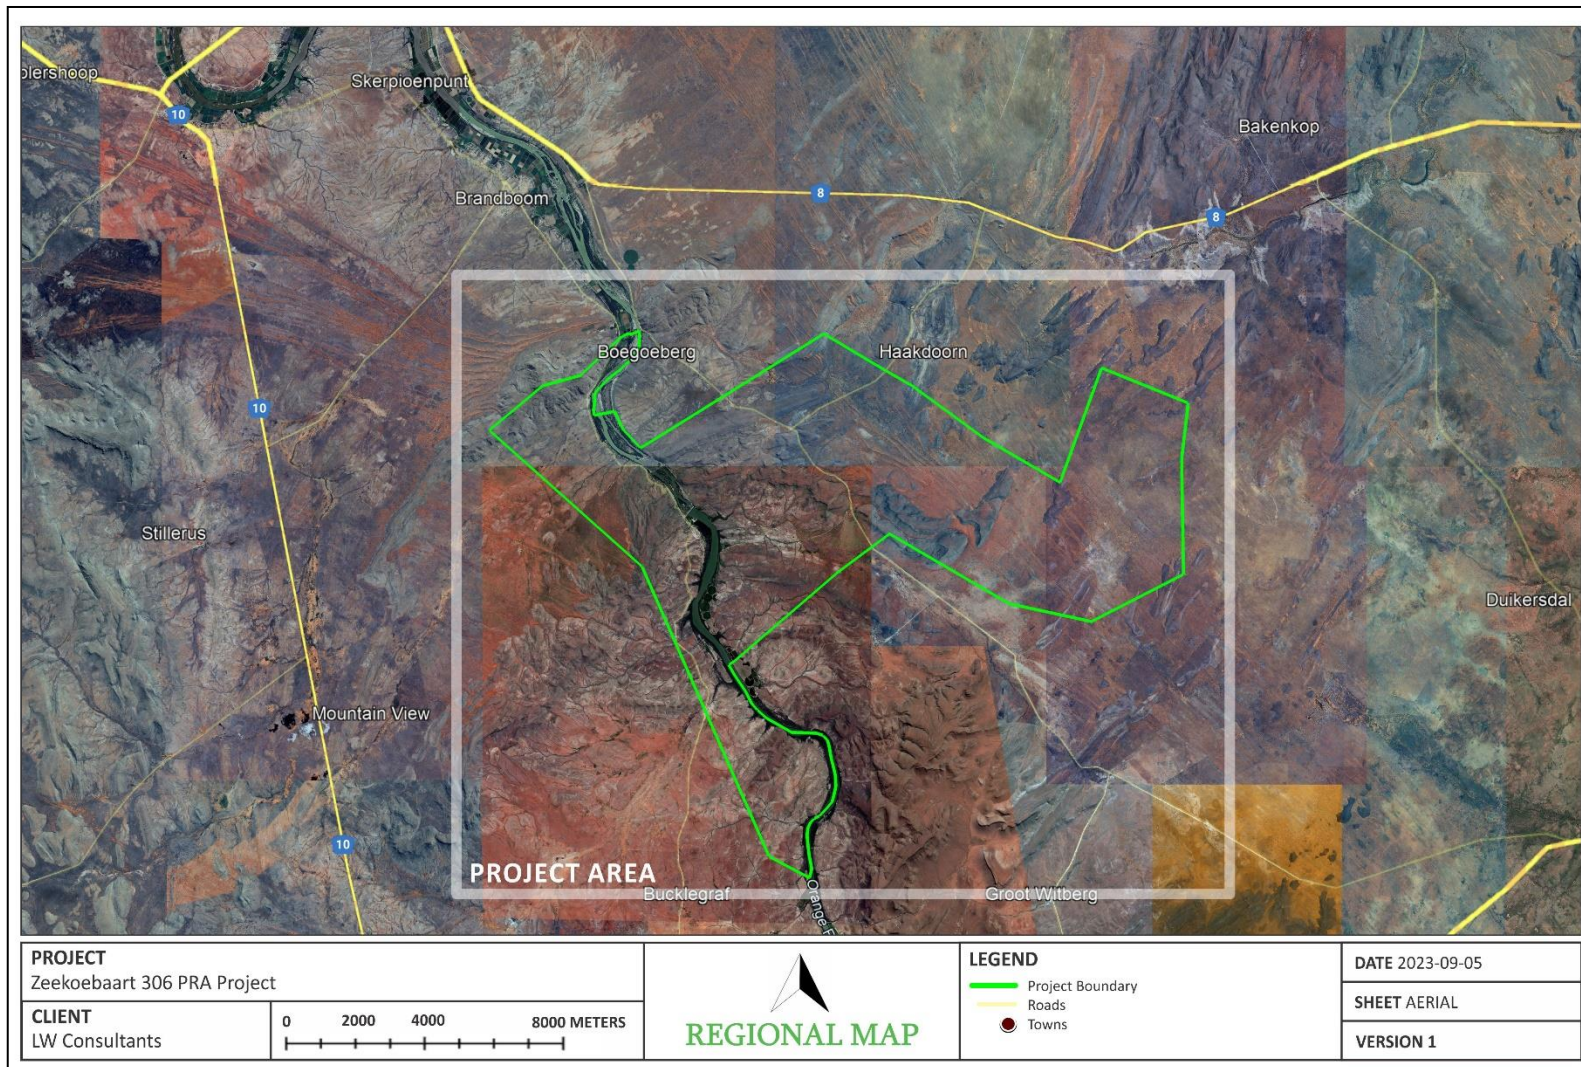 olershoop
Skerpioenpunt
10
Bakenkop
Brandboom
8
8
Boegoeberg
Haakdoorn
10
Stillerus
Duikersdal
Mountain View
10
PROJECT AREA
Bucklegraf
Orange
Groot Witberg
PROJECT
Zeekoebaart 306 PRA Project
CLIENT
LW Consultants
0 2000 4000 8000 METERS
REGIONAL MAP
LEGEND
Project Boundary
Roads
Towns
DATE 2023-09-05
SHEET AERIAL
VERSION 1